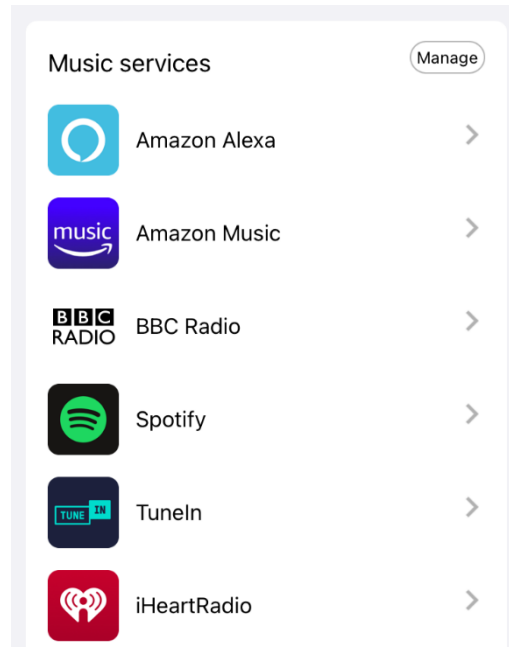 Music services
Manage
Amazon Alexa
music
Amazon Music
BBC
RADIO
BBC Radio
Spotify
TUNE IN
TuneIn
iHeartRadio